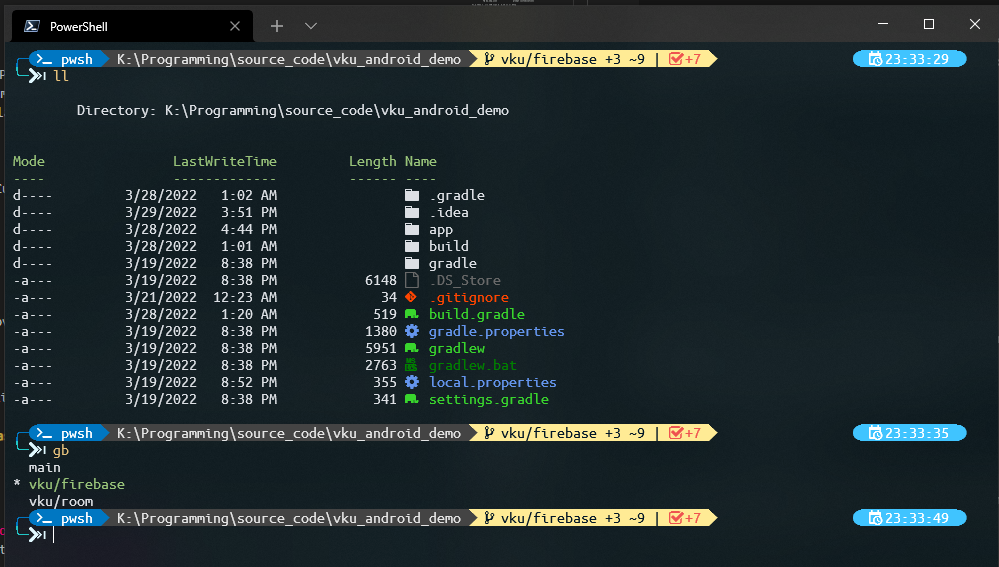 PowerShell
pwsh K:\Programming\source_code\vku_android_demo vku/firebase +3 ~9 | +7 23:33:29
ll
Directory: K:\Programming\source_code\vku_android_demo
Mode LastWriteTime Length Name
---- ------------- ------ ----
d---- 3/28/2022 1:02 AM .gradle
d---- 3/29/2022 3:51 PM .idea
d---- 3/28/2022 4:44 PM app
d---- 3/28/2022 1:01 AM build
d---- 3/19/2022 8:38 PM gradle
-a--- 3/19/2022 8:38 PM 6148 .DS_Store
-a--- 3/21/2022 12:23 AM 34 .gitignore
-a--- 3/28/2022 1:20 AM 519 build.gradle
-a--- 3/19/2022 8:38 PM 1380 gradle.properties
-a--- 3/19/2022 8:38 PM 5951 gradlew
-a--- 3/19/2022 8:38 PM 2763 gradlew.bat
-a--- 3/19/2022 8:52 PM 355 local.properties
-a--- 3/19/2022 8:38 PM 341 settings.gradle
pwsh K:\Programming\source_code\vku_android_demo vku/firebase +3 ~9 | +7 23:33:35
gb
main
* vku/firebase
vku/room
pwsh K:\Programming\source_code\vku_android_demo vku/firebase +3 ~9 | +7 23:33:49